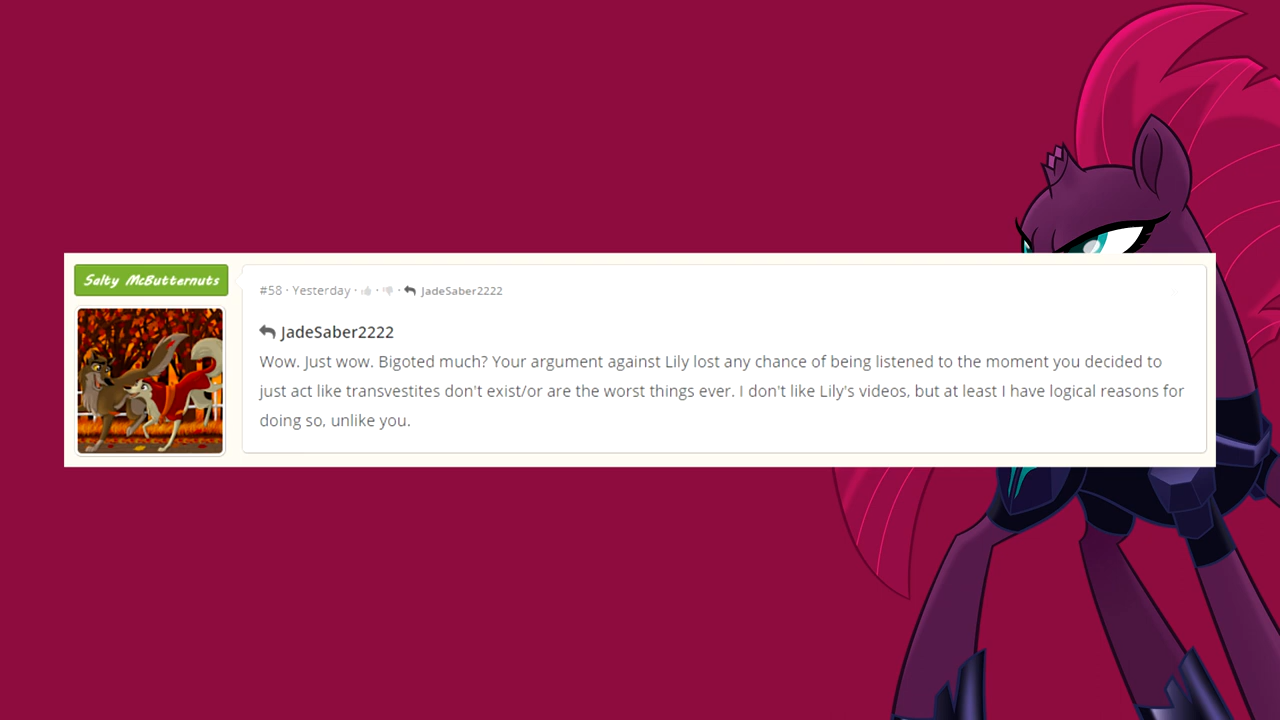 Salty McButternuts
#58 · Yesterday · · · JadeSaber2222
JadeSaber2222
Wow. Just wow. Bigoted much? Your argument against Lily lost any chance of being listened to the moment you decided to
just act like transvestites don't exist/or are the worst things ever. I don't like Lily's videos, but at least I have logical reasons for
doing so, unlike you.